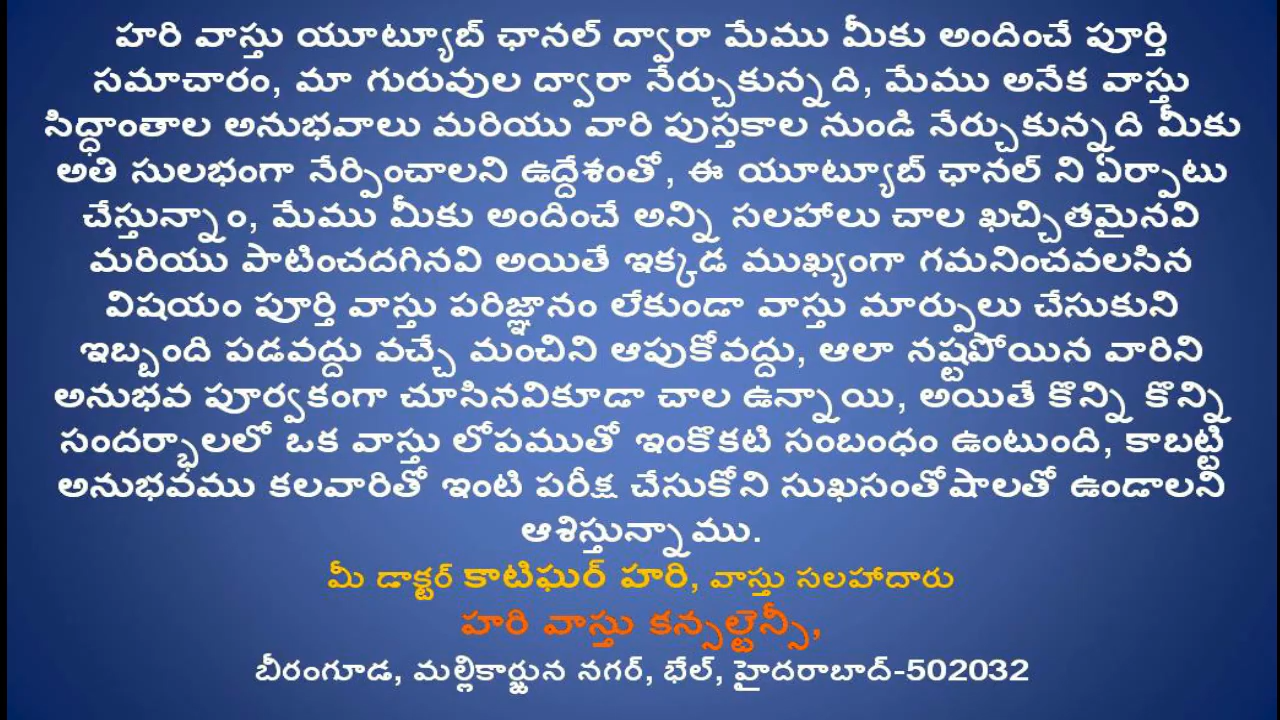 హరి వాస్తు యూట్యూబ్ ఛానల్ ద్వారా మేము మీకు అందించే పూర్తి
సమాచారం, మా గురువుల ద్వారా నేర్చుకున్నది, మేము అనేక వాస్తు
సిద్ధాంతాల అనుభవాలు మరియు వారి పుస్తకాల నుండి నేర్చుకున్నది మీకు
అతి సులభంగా నేర్పించాలని ఉద్దేశంతో, ఈ యూట్యూబ్ ఛానల్ ని ఏర్పాటు
చేస్తున్నాం, మేము మీకు అందించే అన్ని సలహాలు చాల ఖచ్చితమైనవి
మరియు పాటించదగినవి అయితే ఇక్కడ ముఖ్యంగా గమనించవలసిన
విషయం పూర్తి వాస్తు పరిజ్ఞానం లేకుండా వాస్తు మార్పులు చేసుకుని
ఇబ్బంది పడవద్దు వచ్చే మంచిని ఆపుకోవద్దు, ఆలా నష్టపోయిన వారిని
అనుభవ పూర్వకంగా చూసినవికూడా చాల ఉన్నాయి, అయితే కొన్ని కొన్ని
సందర్భాలలో ఒక వాస్తు లోపముతో ఇంకొకటి సంబంధం ఉంటుంది, కాబట్టి
అనుభవము కలవారితో ఇంటి పరీక్ష చేసుకోని సుఖసంతోషాలతో ఉండాలని
ఆశిస్తున్నాము.
మీ డాక్టర్ కాటిఘర్ హరి, వాస్తు సలహాదారు
హరి వాస్తు కన్సల్టెన్సీ,
బీరంగూడ, మల్లికార్జున నగర్, భేల్, హైదరాబాద్-502032